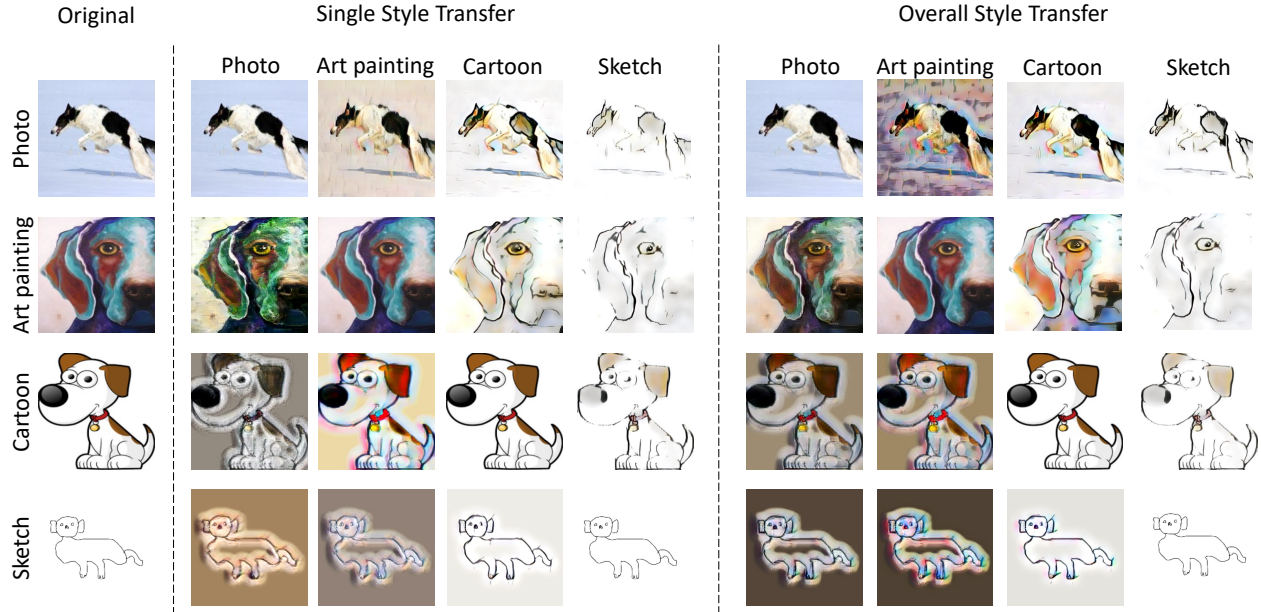 Original
Single Style Transfer
Overall Style Transfer
Photo
Art painting
Cartoon
Sketch
Photo
Art painting
Cartoon
Sketch
Photo
Art painting
Cartoon
Sketch